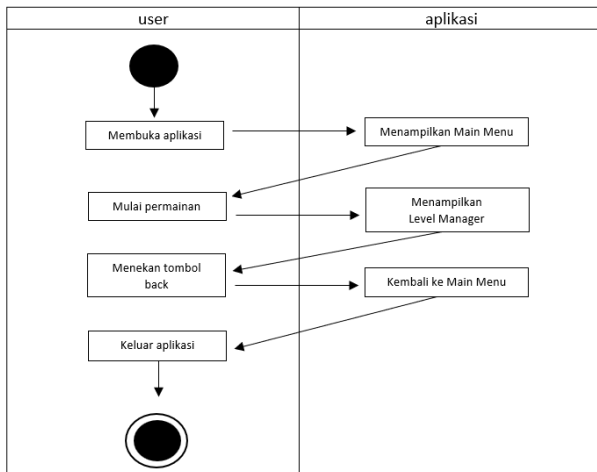 user
aplikasi
Membuka aplikasi
Menampilkan Main Menu
Mulai permainan
Menampilkan
Level Manager
Menekan tombol
back
Kembali ke Main Menu
Keluar aplikasi